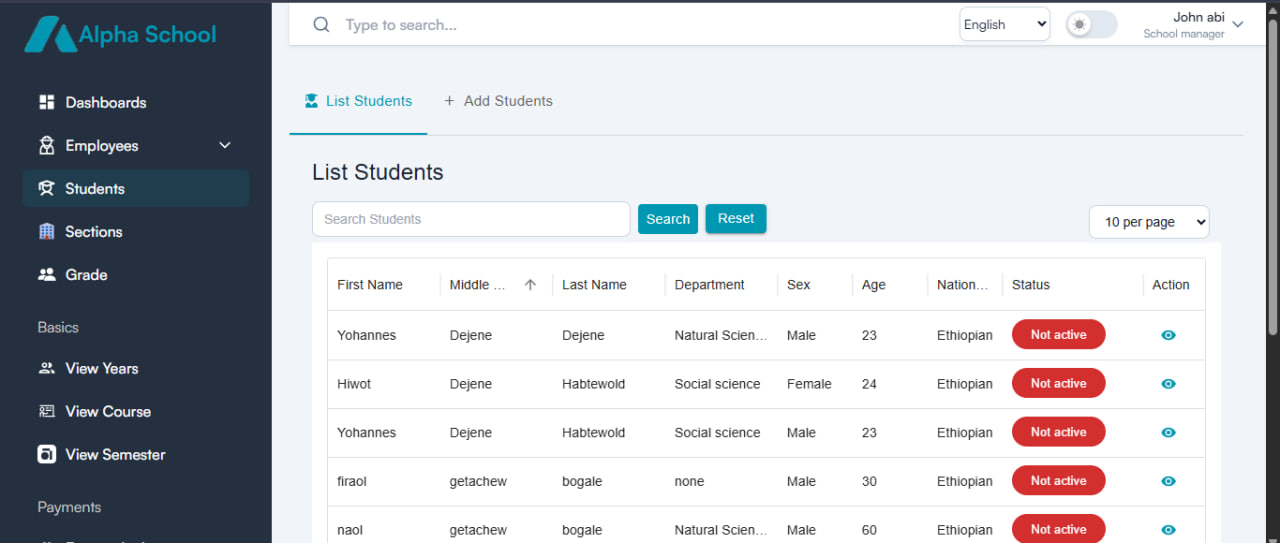 Alpha School
Dashboards
Employees
Students
Sections
Grade
Basics
View Years
View Course
View Semester
Payments
Type to search...
English
John abi
School manager
List Students
+ Add Students
List Students
Search Students
Search
Reset
10 per page
First Name Middle ... Last Name Department Sex Age Nation... Status Action
Yohannes Dejene Dejene Natural Scien... Male 23 Ethiopian Not active
Hiwot Dejene Habtewold Social science Female 24 Ethiopian Not active
Yohannes Dejene Habtewold Social science Male 23 Ethiopian Not active
firaol getachew bogale none Male 30 Ethiopian Not active
naol getachew bogale Natural Scien... Male 60 Ethiopian Not active